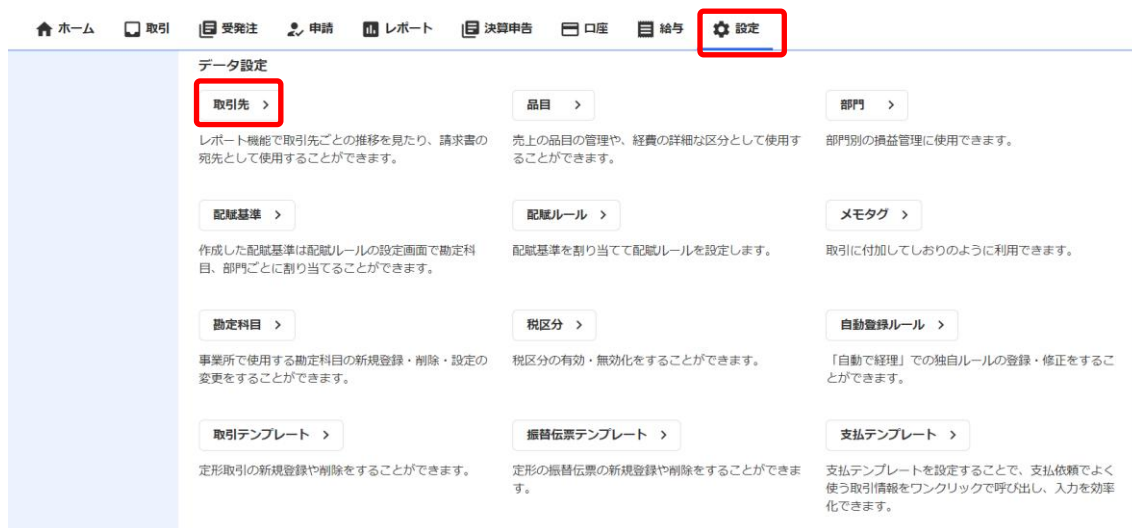 ホーム 取引 受発注 申請 レポート 決算申告 口座 給与 設定
データ設定
取引先 > 品目 > 部門 >
レポート機能で取引先ごとの推移を見たり、請求書の 売上の品目の管理や、経費の詳細な区分として使用す 部門別の損益管理に使用できます。
宛先として使用することができます。 ることができます。
配賦基準 > 配賦ルール > メモタグ >
作成した配賦基準は配賦ルールの設定画面で勘定科 配賦基準を割り当てて配賦ルールを設定します。 取引に付加してしおりのように利用できます。
目、部門ごとに割り当てることができます。
勘定科目 > 税区分 > 自動登録ルール >
事業所で使用する勘定科目の新規登録・削除・設定の 税区分の有効・無効化をすることができます。 「自動で経理」での独自ルールの登録・修正をするこ
変更をすることができます。 とができます。
取引テンプレート > 振替伝票テンプレート > 支払テンプレート >
定形取引の新規登録や削除をすることができます。 定形の振替伝票の新規登録や削除をすることができま 支払テンプレートを設定することで、支払依頼でよく
す。 使う取引情報をワンクリックで呼び出し、入力を効率
化できます。